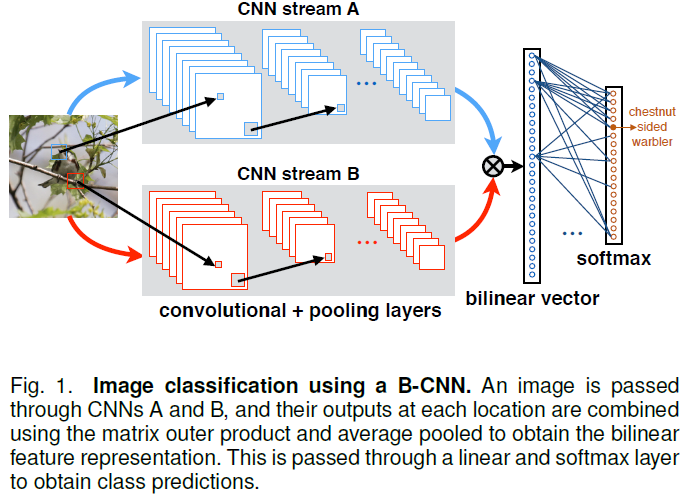 CNN stream A
chestnut
sided
warbler
CNN stream B
softmax
bilinear vector
convolutional + pooling layers
Fig. 1. Image classification using a B-CNN. An image is passed
through CNNs A and B, and their outputs at each location are combined
using the matrix outer product and average pooled to obtain the bilinear
feature representation. This is passed through a linear and softmax layer
to obtain class predictions.